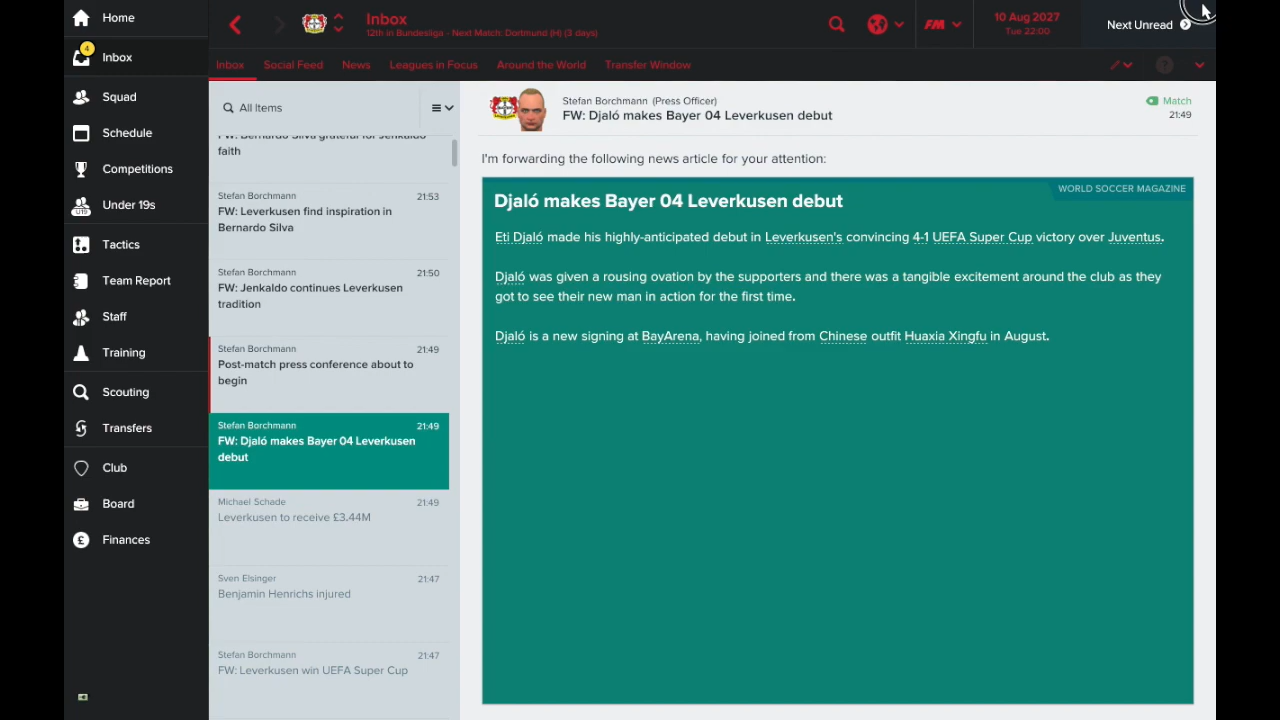 Home
4
Inbox
Squad
Schedule
Competitions
U19
Under 19s
Tactics
Team Report
Staff
Training
Scouting
Transfers
Club
Board
£
Finances
Inbox
12th in Bundesliga - Next Match: Dortmund (H) (3 days)
FM
10 Aug 2027
Tue 22:00
Next Unread
Inbox
Social Feed
News
Leagues in Focus
Around the World
Transfer Window
?
All Items
FW: Bernardo Silva grateful for Jenkaldo
faith
Stefan Borchmann 21:53
FW: Leverkusen find inspiration in
Bernardo Silva
Stefan Borchmann 21:50
FW: Jenkaldo continues Leverkusen
tradition
Stefan Borchmann 21:49
Post-match press conference about to
begin
Stefan Borchmann 21:49
FW: Djaló makes Bayer 04 Leverkusen
debut
Michael Schade 21:49
Leverkusen to receive £3.44M
Sven Elsinger 21:47
Benjamin Henrichs injured
Stefan Borchmann 21:47
FW: Leverkusen win UEFA Super Cup
Stefan Borchmann (Press Officer)
FW: Djaló makes Bayer 04 Leverkusen debut
Match
21:49
I'm forwarding the following news article for your attention:
WORLD SOCCER MAGAZINE
Djaló makes Bayer 04 Leverkusen debut
Eti Djaló made his highly-anticipated debut in Leverkusen's convincing 4-1 UEFA Super Cup victory over Juventus.
Djaló was given a rousing ovation by the supporters and there was a tangible excitement around the club as they
got to see their new man in action for the first time.
Djaló is a new signing at BayArena, having joined from Chinese outfit Huaxia Xingfu in August.